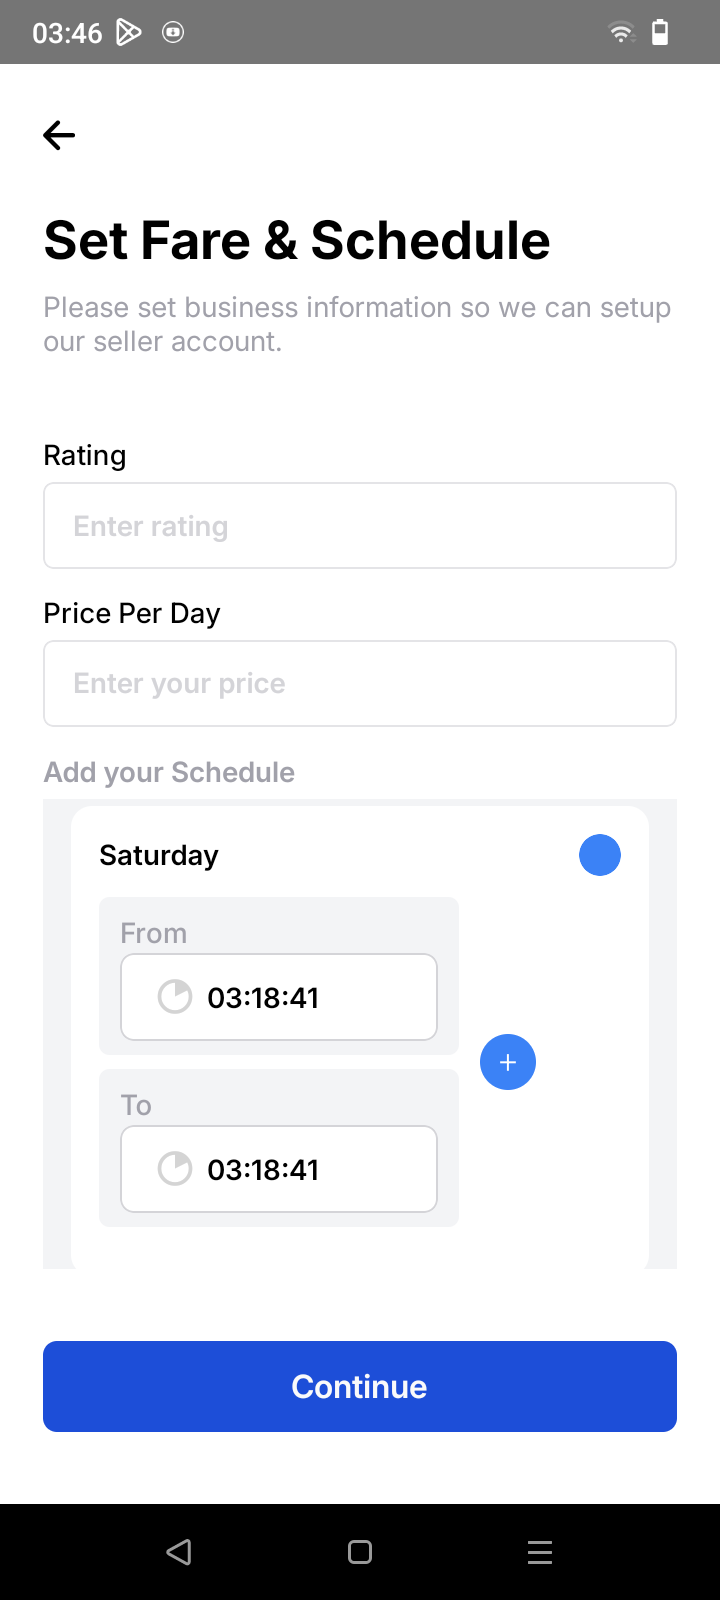 03:46
Set Fare & Schedule
Please set business information so we can setup
our seller account.
Rating
Enter rating
Price Per Day
Enter your price
Add your Schedule
Saturday
From
03:18:41
+
To
03:18:41
Continue